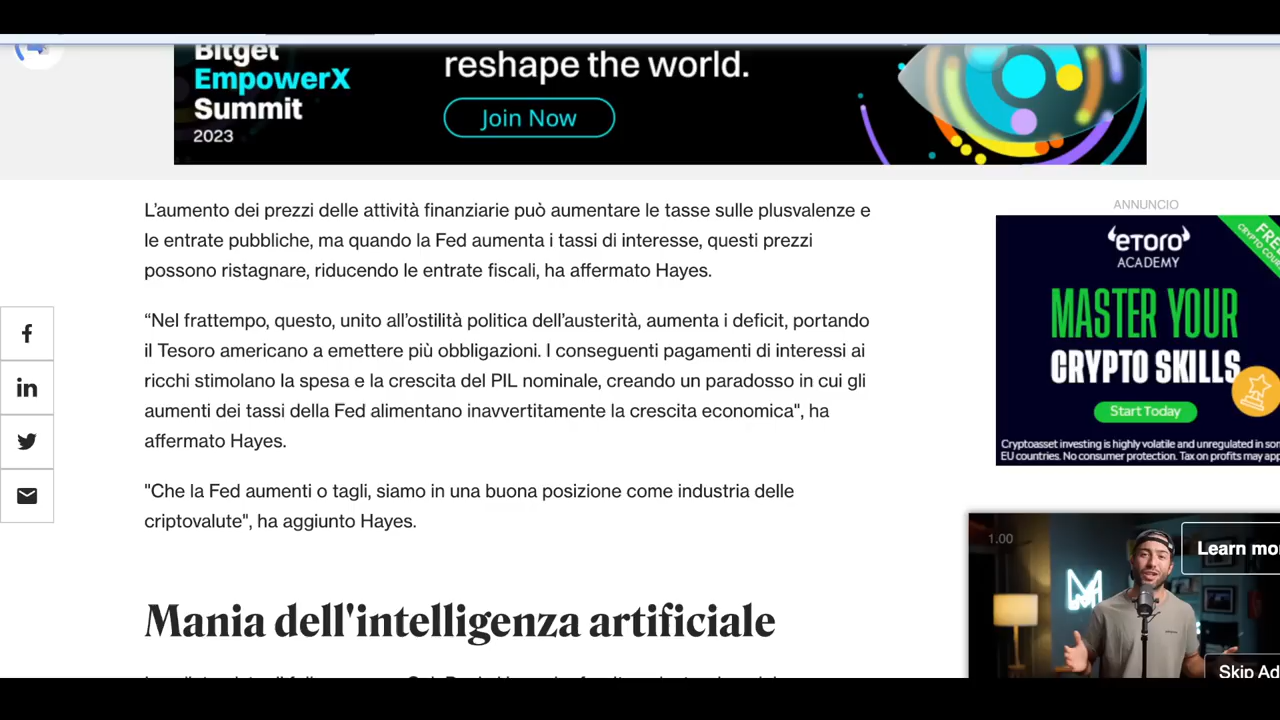 Bitget
EmpowerX
Summit
2023
reshape the world.
Join Now
L'aumento dei prezzi delle attività finanziarie può aumentare le tasse sulle plusvalenze e
le entrate pubbliche, ma quando la Fed aumenta i tassi di interesse, questi prezzi
possono ristagnare, riducendo le entrate fiscali, ha affermato Hayes.
“Nel frattempo, questo, unito all’ostilità politica dell’austerità, aumenta i deficit, portando
il Tesoro americano a emettere più obbligazioni. I conseguenti pagamenti di interessi ai
ricchi stimolano la spesa e la crescita del PIL nominale, creando un paradosso in cui gli
aumenti dei tassi della Fed alimentano inavvertitamente la crescita economica", ha
affermato Hayes.
"Che la Fed aumenti o tagli, siamo in una buona posizione come industria delle
criptovalute", ha aggiunto Hayes.
Mania dell'intelligenza artificiale
ANNUNCIO
eTORO
ACADEMY
FREE
CRYPTO
MASTER YOUR
CRYPTO SKILLS
Start Today
Cryptoasset investing is highly volatile and unregulated in
EU countries. No consumer protection. Tax on profits may
1.00
Learn
Skip